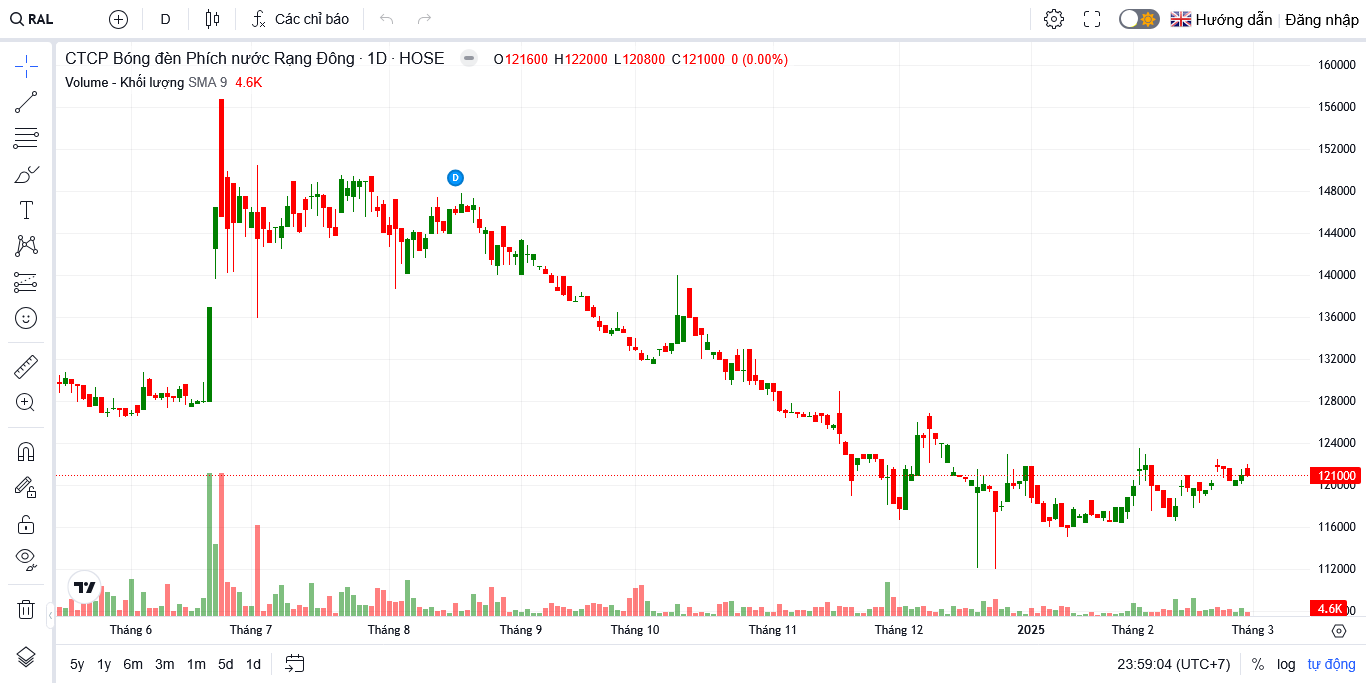 RAL D Các chỉ báo Hướng dẫn Đăng nhập
CTCP Bóng đèn Phích nước Rạng Đông · 1D · HOSE O121600 H122000 L120800 C121000 0 (0.00%)
Volume - Khối lượng SMA 9 4.6K
D
160000
156000
152000
148000
144000
140000
136000
132000
128000
124000
121000
120000
116000
112000
4.6K
Tháng 6 Tháng 7 Tháng 8 Tháng 9 Tháng 10 Tháng 11 Tháng 12 2025 Tháng 2 Tháng 3
5y 1y 6m 3m 1m 5d 1d 23:59:04 (UTC+7) % log tự động